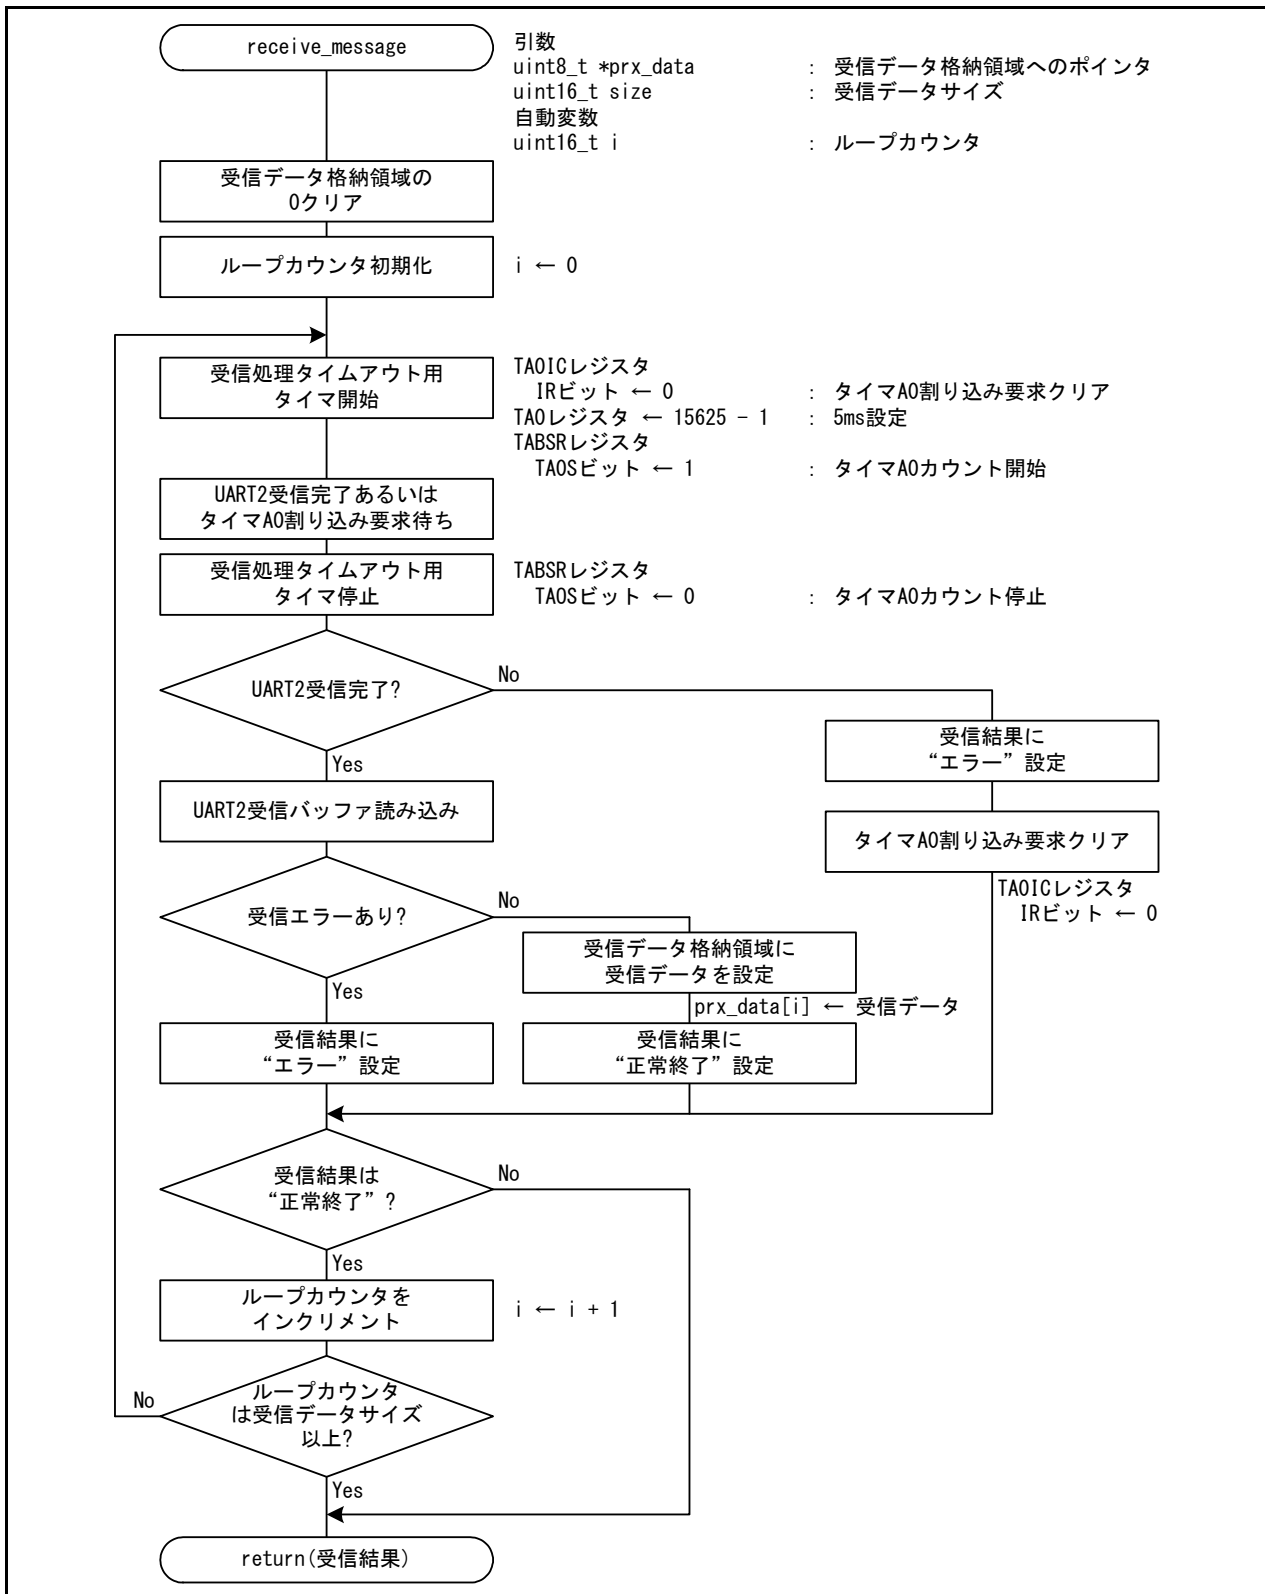 receive_message
引数
uint8_t *prx_data : 受信データ格納領域へのポインタ
uint16_t size : 受信データサイズ
自動変数
uint16_t i : ループカウンタ
受信データ格納領域の
0クリア
ループカウンタ初期化
i ← 0
受信処理タイムアウト用
タイマ開始
TA0ICレジスタ
IRビット ← 0 : タイマA0割り込み要求クリア
TA0レジスタ ← 15625 - 1 : 5ms設定
TABSRレジスタ
TA0Sビット ← 1 : タイマA0カウント開始
UART2受信完了あるいは
タイマA0割り込み要求待ち
受信処理タイムアウト用
タイマ停止
TABSRレジスタ
TA0Sビット ← 0 : タイマA0カウント停止
UART2受信完了?
No
Yes
受信結果に
“エラー”設定
タイマA0割り込み要求クリア
TA0ICレジスタ
IRビット ← 0
UART2受信バッファ読み込み
受信エラーあり?
No
Yes
受信データ格納領域に
受信データを設定
prx_data[i] ← 受信データ
受信結果に
“エラー”設定
受信結果に
“正常終了”設定
受信結果は
“正常終了”?
No
Yes
ループカウンタを
インクリメント
i ← i + 1
ループカウンタ
は受信データサイズ
以上?
No
Yes
return(受信結果)